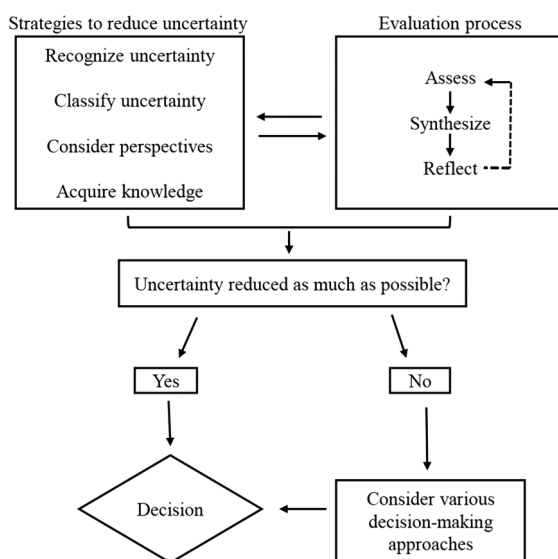 Strategies to reduce uncertainty
Recognize uncertainty
Classify uncertainty
Consider perspectives
Acquire knowledge
Evaluation process
Assess
Synthesize
Reflect
Uncertainty reduced as much as possible?
Yes
No
Decision
Consider various
decision-making
approaches